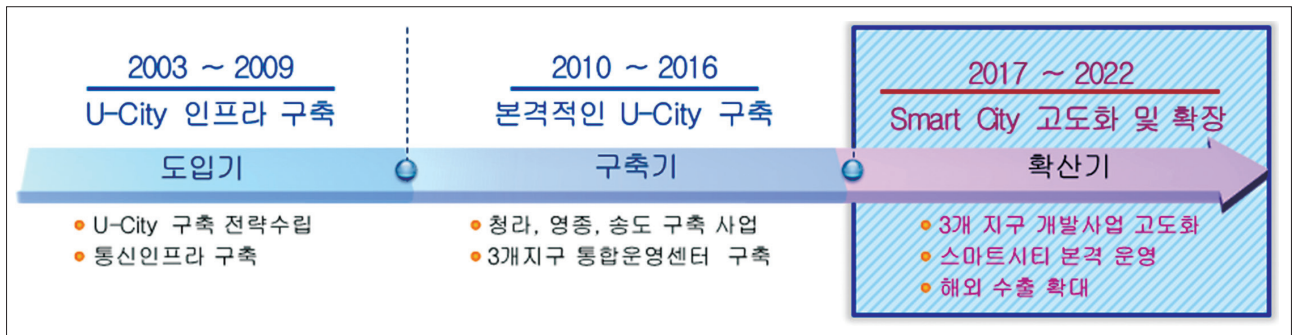 2003 ~ 2009
U-City 인프라 구축
도입기
• U-City 구축 전략수립
• 통신인프라 구축
2010 ~ 2016
본격적인 U-City 구축
구축기
• 청라, 영종, 송도 구축 사업
• 3개지구 통합운영센터 구축
2017 ~ 2022
Smart City 고도화 및 확장
확산기
• 3개 지구 개발사업 고도화
• 스마트시티 본격 운영
• 해외 수출 확대